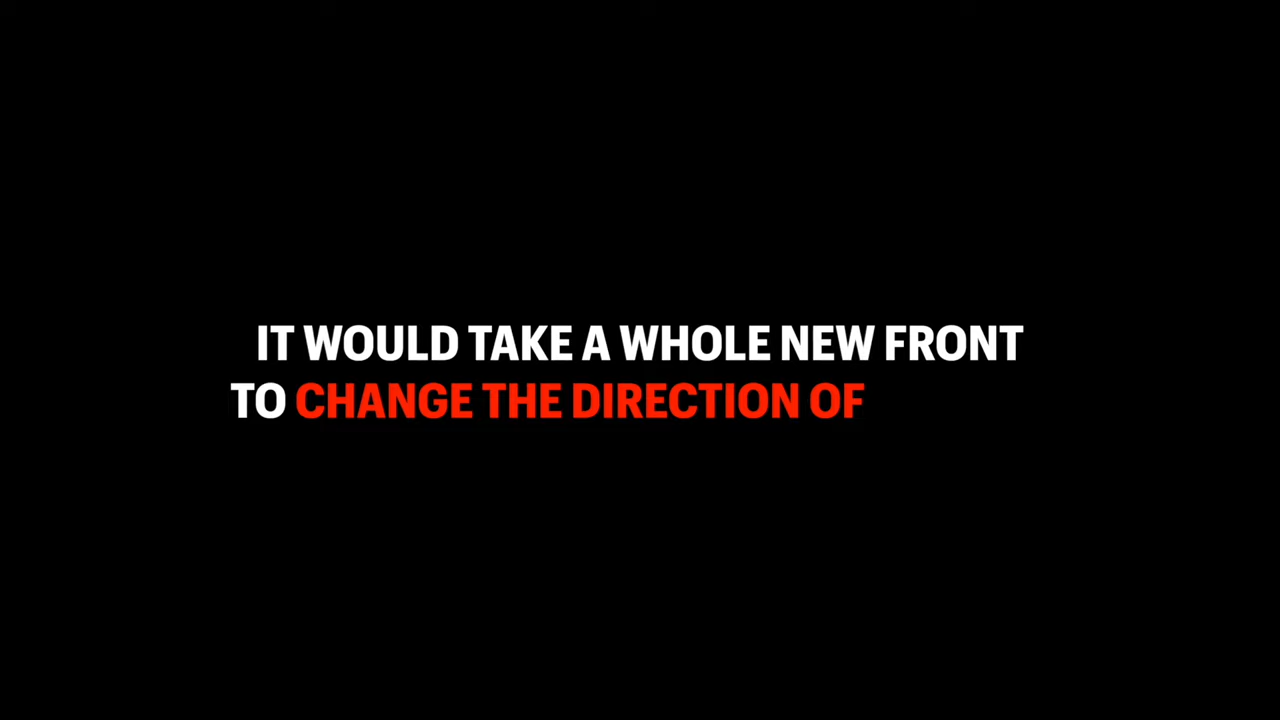 IT WOULD TAKE A WHOLE NEW FRONT
TO CHANGE THE DIRECTION OF